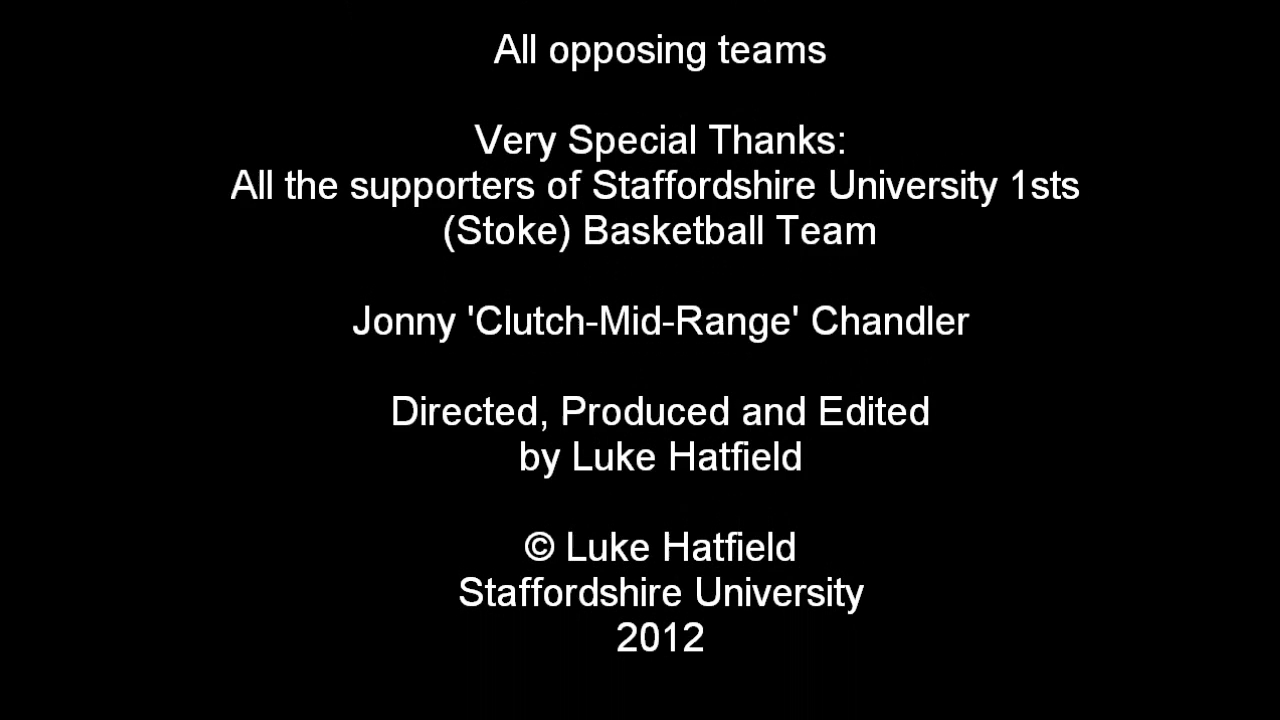 All opposing teams
Very Special Thanks:
All the supporters of Staffordshire University 1sts
(Stoke) Basketball Team
Jonny 'Clutch-Mid-Range' Chandler
Directed, Produced and Edited
by Luke Hatfield
© Luke Hatfield
Staffordshire University
2012